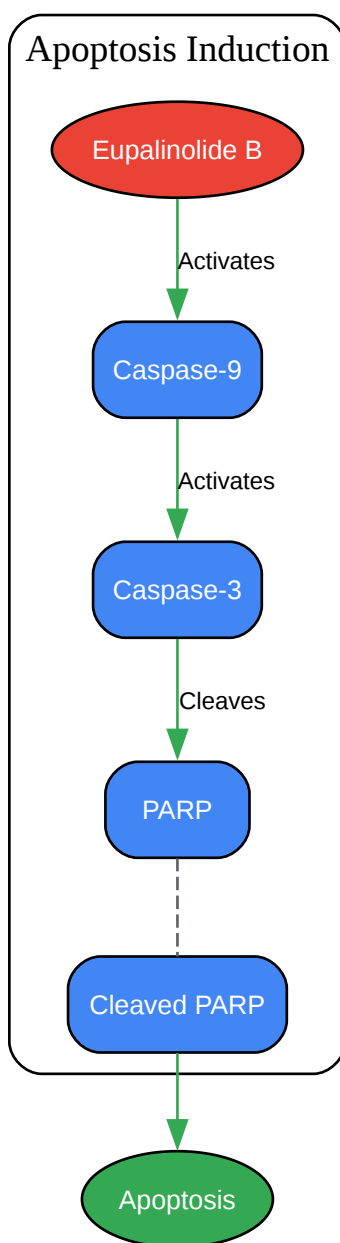 Apoptosis Induction
Eupalinolide B
Activates
Caspase-9
Activates
Caspase-3
Cleaves
PARP
Cleaved PARP
Apoptosis